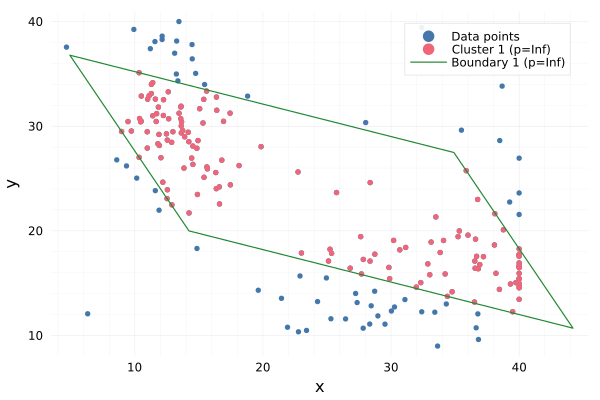 40
Data points
Cluster 1 (p=Inf)
Boundary 1 (p=Inf)
30
y
20
10
10 20 30 40
x